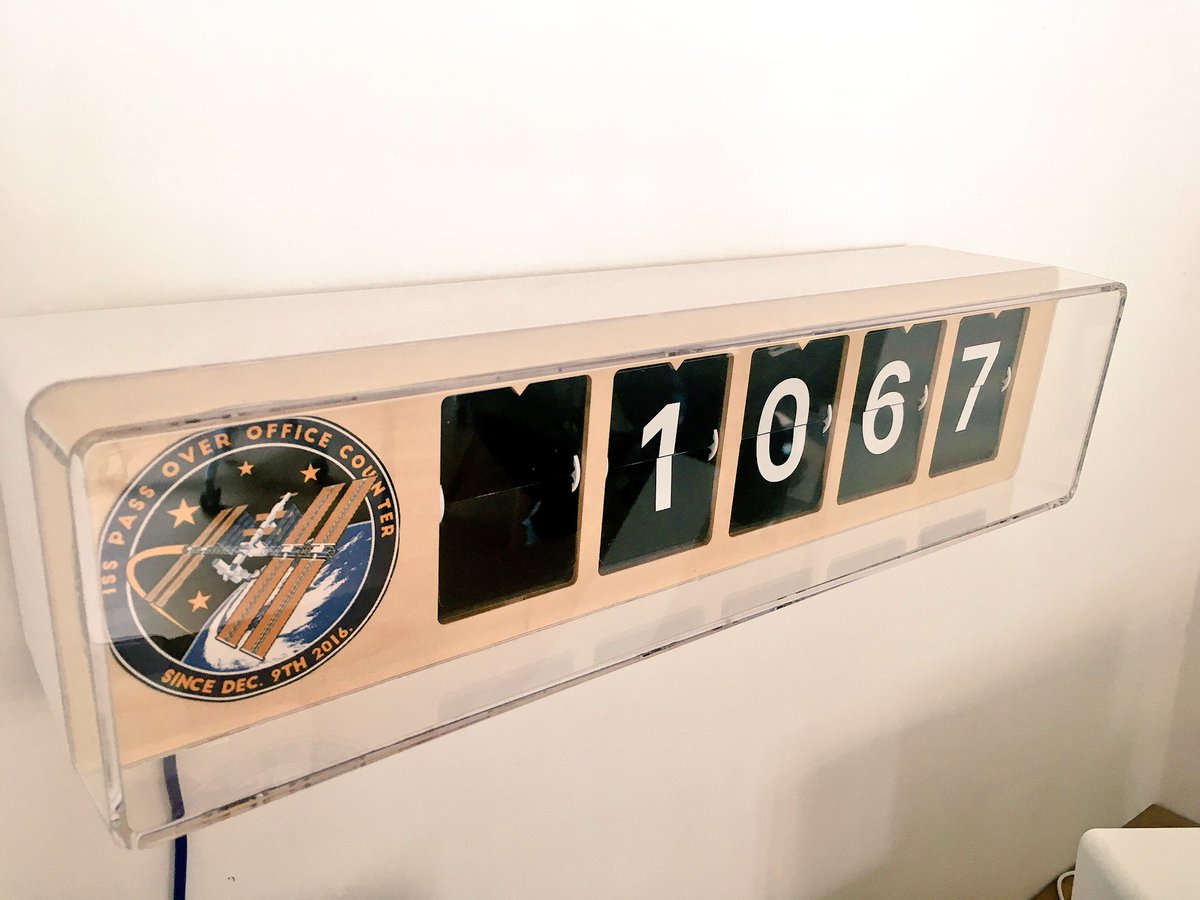 ISS PASS OVER OFFICE COUNTER
SINCE DEC. 9TH 2016.
1067